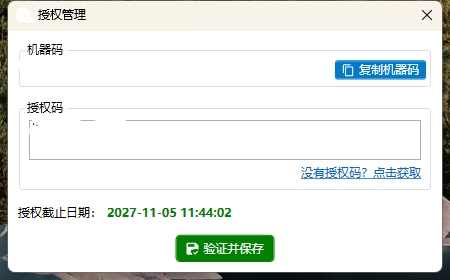 授权管理
机器码
复制机器码
授权码
没有授权码？点击获取
授权截止日期： 2027-11-05 11:44:02
验证并保存